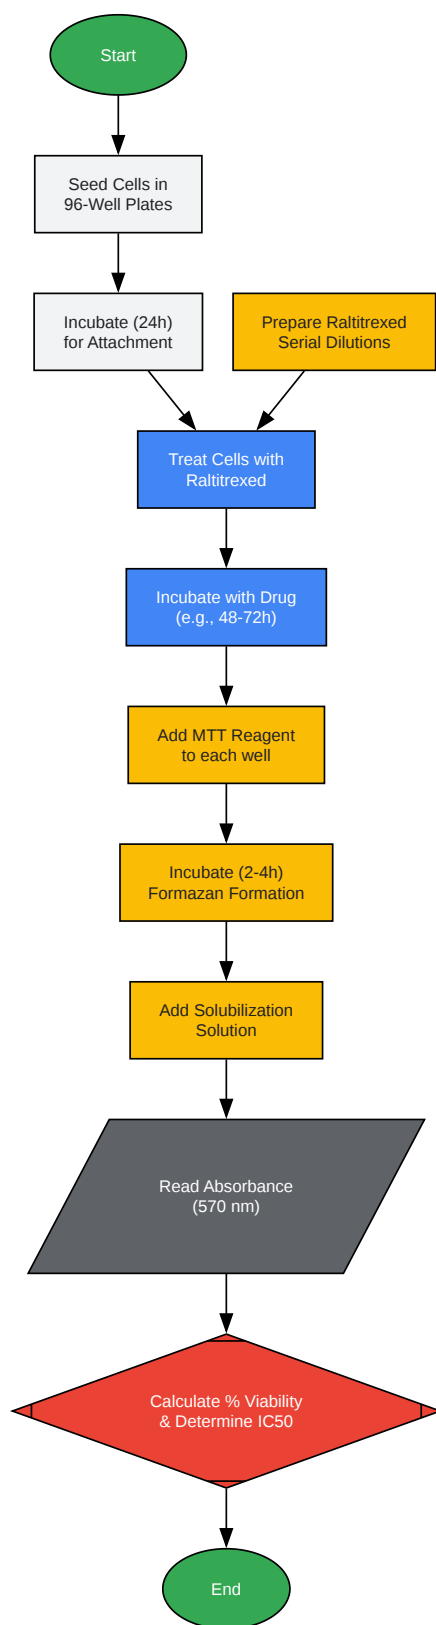 Start
Seed Cells in
96-Well Plates
Incubate (24h)
for Attachment
Prepare Raltitrexed
Serial Dilutions
Treat Cells with
Raltitrexed
Incubate with Drug
(e.g., 48-72h)
Add MTT Reagent
to each well
Incubate (2-4h)
Formazan Formation
Add Solubilization
Solution
Read Absorbance
(570 nm)
Calculate % Viability
& Determine IC50
End